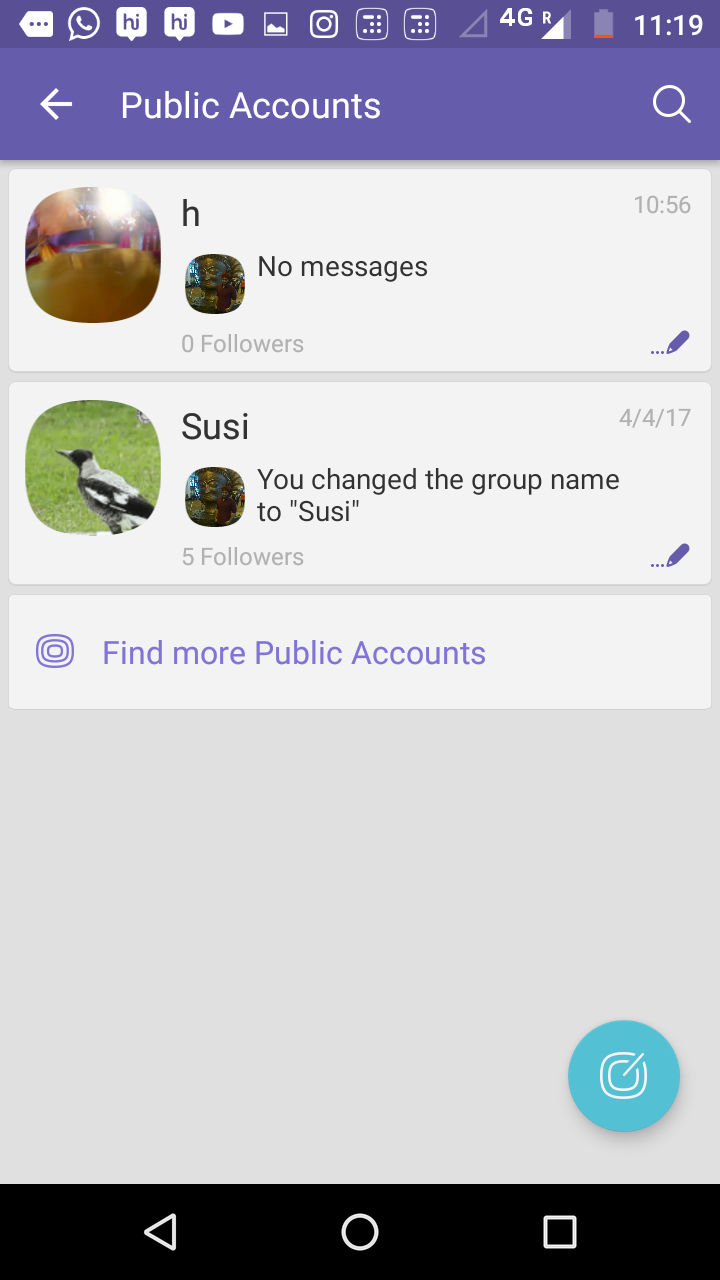 hi
hi
4G R
11:19
Public Accounts
h
10:56
No messages
0 Followers
Susi
4/4/17
You changed the group name
to "Susi"
5 Followers
Find more Public Accounts